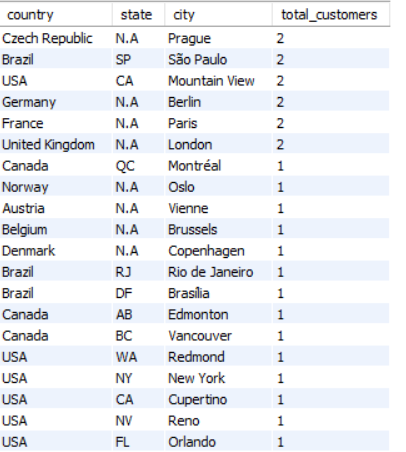 country state city total_customers
Czech Republic N.A Prague 2
Brazil SP São Paulo 2
USA CA Mountain View 2
Germany N.A Berlin 2
France N.A Paris 2
United Kingdom N.A London 2
Canada QC Montréal 1
Norway N.A Oslo 1
Austria N.A Vienne 1
Belgium N.A Brussels 1
Denmark N.A Copenhagen 1
Brazil RJ Rio de Janeiro 1
Brazil DF Brasília 1
Canada AB Edmonton 1
Canada BC Vancouver 1
USA WA Redmond 1
USA NY New York 1
USA CA Cupertino 1
USA NV Reno 1
USA FL Orlando 1